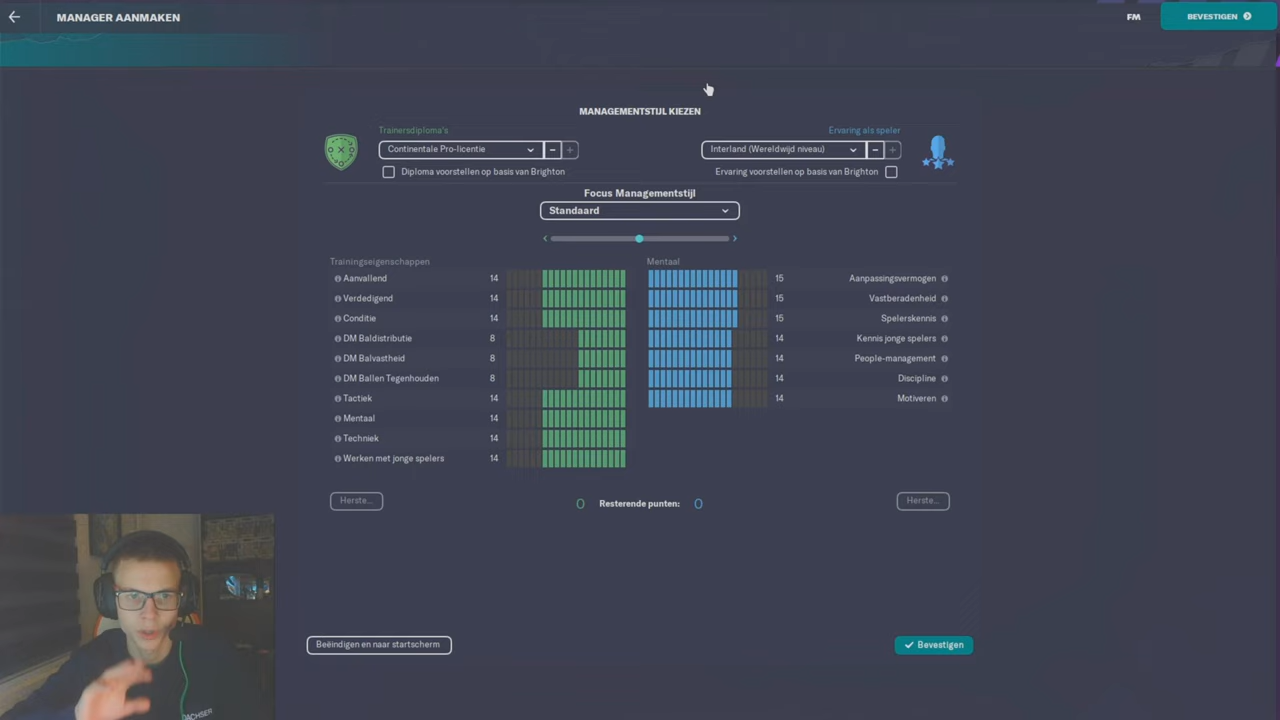 MANAGER AANMAKEN
FM
BEVESTIGEN
MANAGEMENTSTIJL KIEZEN
Trainersdiploma's
Continentale Pro-licentie
Diploma voorstellen op basis van Brighton
Ervaring als speler
Interland (Wereldwijd niveau)
Ervaring voorstellen op basis van Brighton
Focus Managementstijl
Standaard
Trainingseigenschappen
Aanvallend 14
Verdedigend 14
Conditie 14
DM Baldistributie 8
DM Balvastheid 8
DM Ballen Tegenhouden 8
Tactiek 14
Mentaal 14
Techniek 14
Werken met jonge spelers 14
Mentaal
15 Aanpassingsvermogen
15 Vastberadenheid
15 Spelerskennis
14 Kennis jonge spelers
14 People-management
14 Discipline
14 Motiveren
Herste...
0 Resterende punten: 0
Herste...
Beëindigen en naar startscherm
Bevestigen
DACHSER